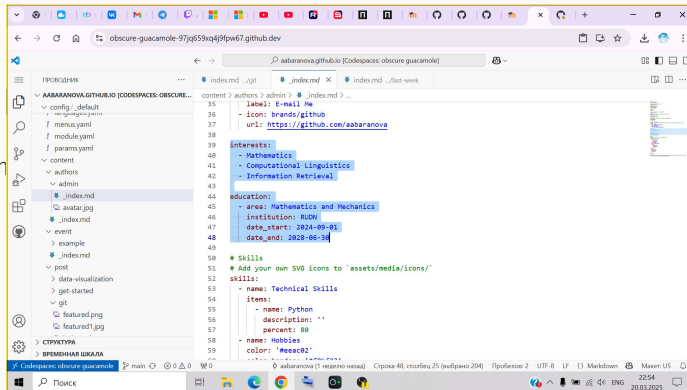 obscure-guacamole-97jq659xq4j9fpw67.github.dev
aabaranova.github.io [Codespaces: obscure guacamole]
ПРОВОДНИК
index.md .../git
_index.md
index.md .../last-week
AABARANOVA.GITHUB.IO [CODESPACES: OBSCURE...
config/_default
languages.yaml
menus.yaml
module.yaml
params.yaml
content
authors
admin
_index.md
avatar.jpg
_index.md
event
example
_index.md
post
data-visualization
get-started
git
featured.png
featured1.jpg
СТРУКТУРА
ВРЕМЕННАЯ ШКАЛА
content > authors > admin > _index.md > ...
35 label: E-mail Me
36 - icon: brands/github
37 url: https://github.com/aabaranova
38
39 interests:
40 - Mathematics
41 - Computational Linguistics
42 - Information Retrieval
43
44 education:
45 - area: Mathematics and Mechanics
46 institution: RUDN
47 date_start: 2024-09-01
48 date_end: 2028-06-30
49
50 # Skills
51 # Add your own SVG icons to `assets/media/icons/`
52 skills:
53 - name: Technical Skills
54 items:
55 - name: Python
56 description: ''
57 percent: 80
58 - name: Hobbies
59 color: '#eeac02'
Codespaces: obscure guacamole main 0 0 0 aabaranova (1 неделю назад) Строка 48, столбец 25 (выбрано 204) Пробелов: 2 UTF-8 LF {} Markdown Макет: US
Поиск
ENG
22:54
20.03.2025